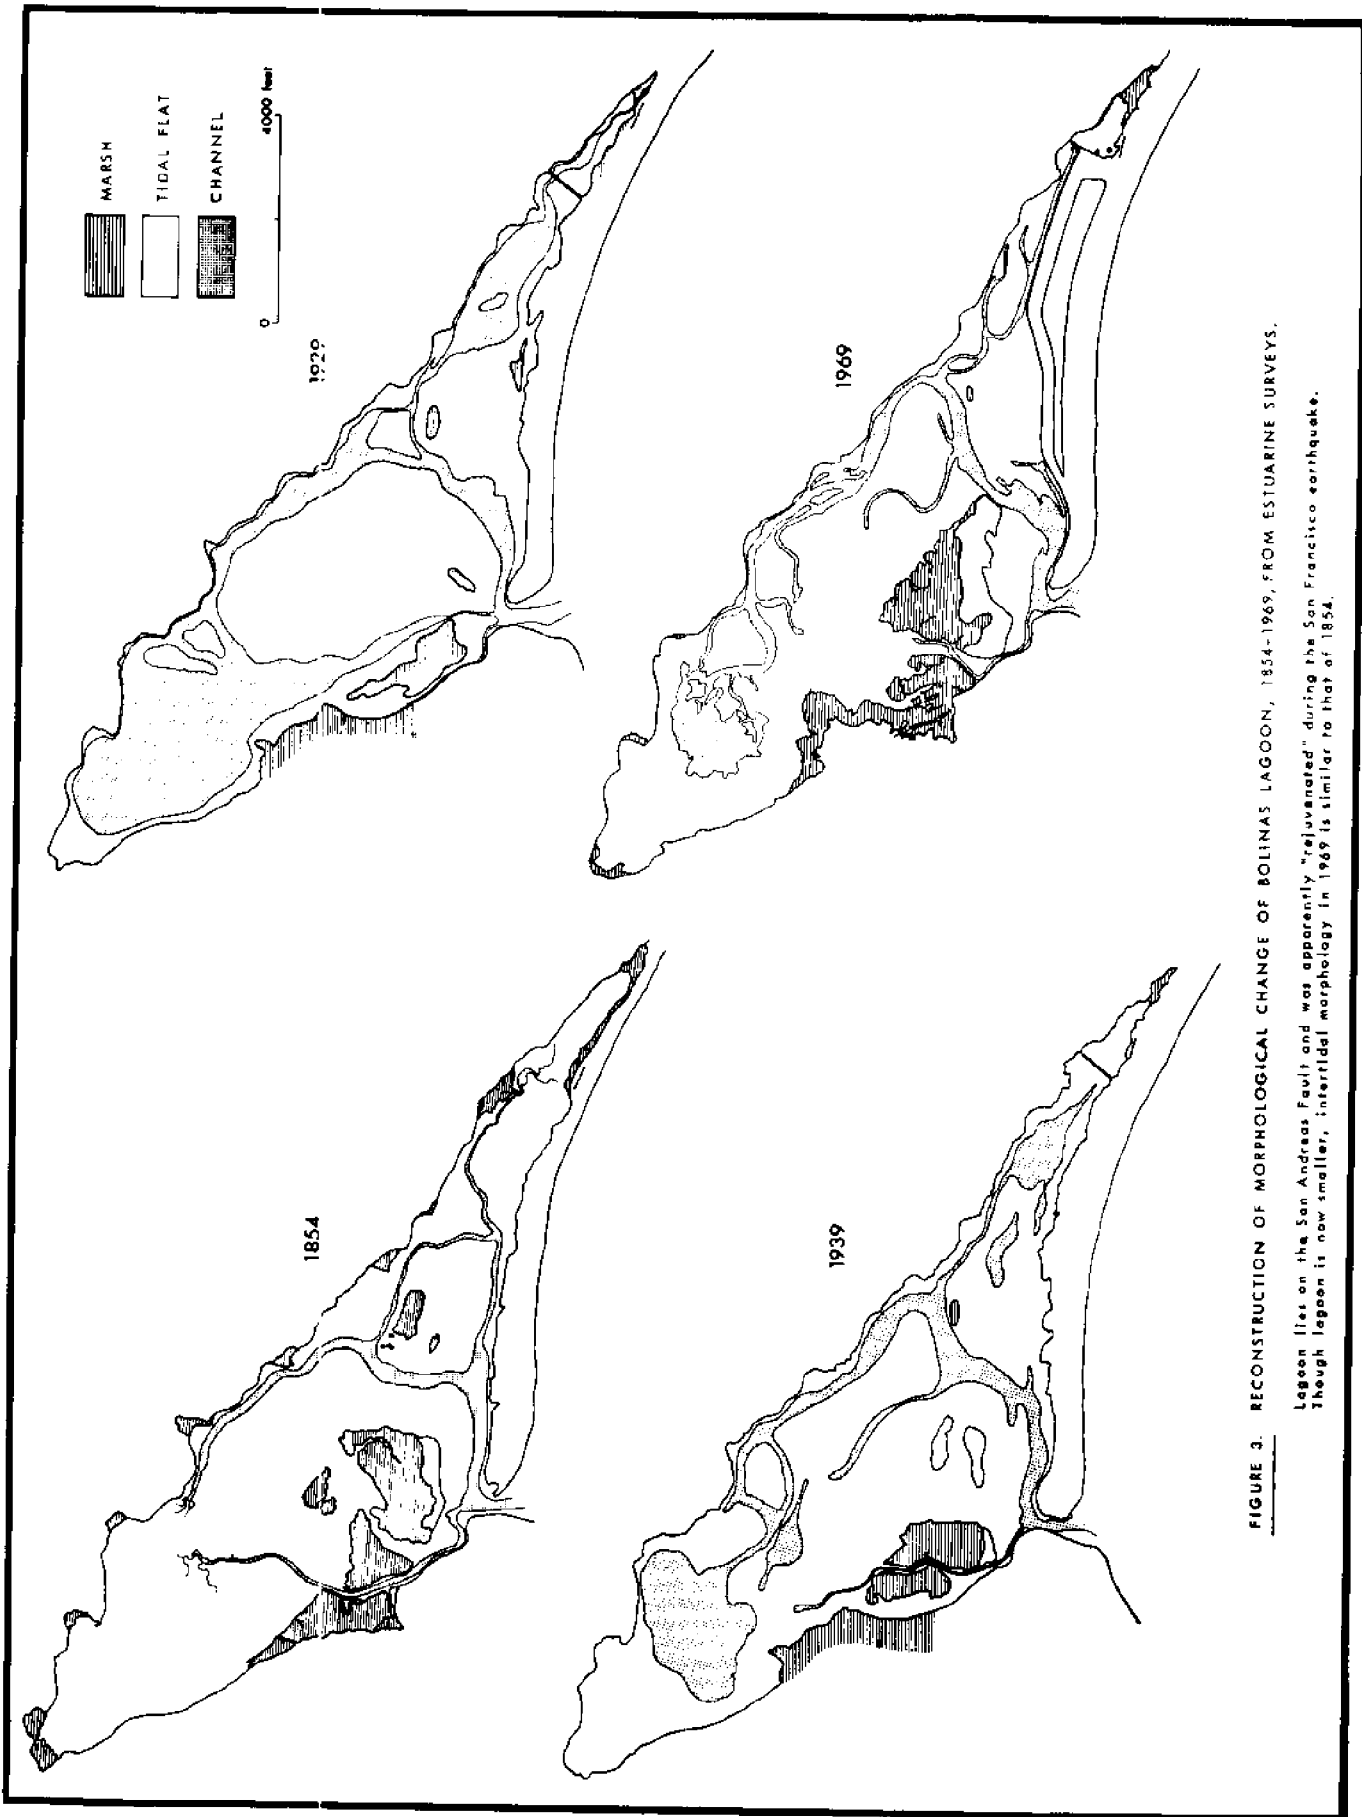 MARSH
TIDAL FLAT
CHANNEL
0 4000 feet
1854
1929
1939
1969
FIGURE 3. RECONSTRUCTION OF MORPHOLOGICAL CHANGE OF BOLINAS LAGOON, 1854-1969, FROM ESTUARINE SURVEYS.
Lagoon lies on the San Andreas Fault and was apparently "rejuvenated" during the San Francisco earthquake.
Though lagoon is now smaller, intertidal morphology in 1969 is similar to that of 1854.